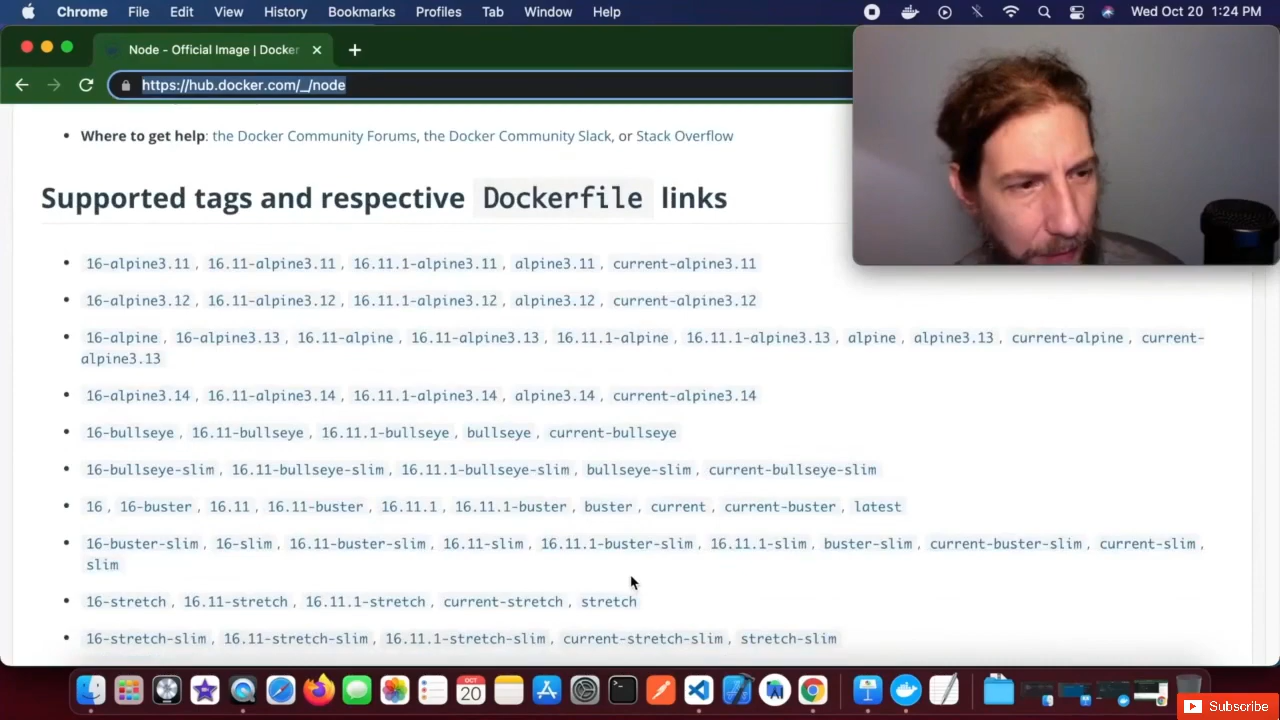 Chrome File Edit View History Bookmarks Profiles Tab Window Help Wed Oct 20 1:24 PM
Node - Official Image | Docker
https://hub.docker.com/_/node
Where to get help: the Docker Community Forums, the Docker Community Slack, or Stack Overflow
Supported tags and respective Dockerfile links
16-alpine3.11, 16.11-alpine3.11, 16.11.1-alpine3.11, alpine3.11, current-alpine3.11
16-alpine3.12, 16.11-alpine3.12, 16.11.1-alpine3.12, alpine3.12, current-alpine3.12
16-alpine, 16-alpine3.13, 16.11-alpine, 16.11-alpine3.13, 16.11.1-alpine, 16.11.1-alpine3.13, alpine, alpine3.13, current-alpine, current-
alpine3.13
16-alpine3.14, 16.11-alpine3.14, 16.11.1-alpine3.14, alpine3.14, current-alpine3.14
16-bullseye, 16.11-bullseye, 16.11.1-bullseye, bullseye, current-bullseye
16-bullseye-slim, 16.11-bullseye-slim, 16.11.1-bullseye-slim, bullseye-slim, current-bullseye-slim
16, 16-buster, 16.11, 16.11-buster, 16.11.1, 16.11.1-buster, buster, current, current-buster, latest
16-buster-slim, 16-slim, 16.11-buster-slim, 16.11-slim, 16.11.1-buster-slim, 16.11.1-slim, buster-slim, current-buster-slim, current-slim,
slim
16-stretch, 16.11-stretch, 16.11.1-stretch, current-stretch, stretch
16-stretch-slim, 16.11-stretch-slim, 16.11.1-stretch-slim, current-stretch-slim, stretch-slim
OCT
20
Subscribe